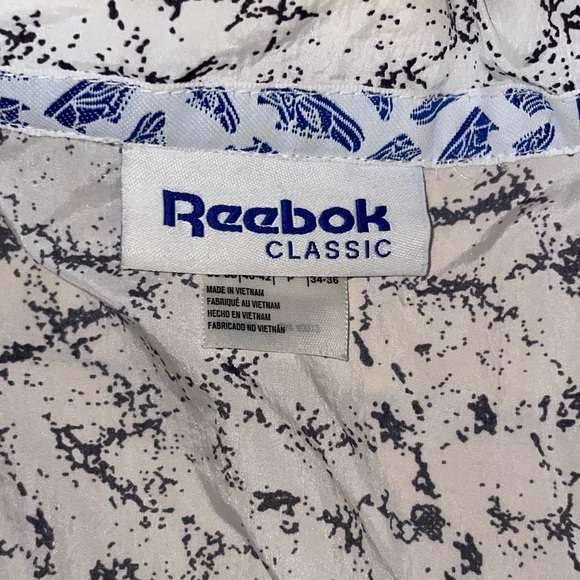 Reebok
CLASSIC
P 34-36
MADE IN VIETNAM
FABRIQUÉ AU VIETNAM
HECHO EN VIETNAM
FABRICADO NO VIETNÃ